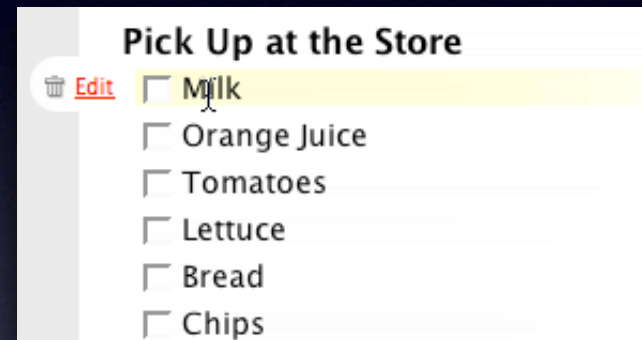 Pick Up at the Store
Edit Milk
Orange Juice
Tomatoes
Lettuce
Bread
Chips